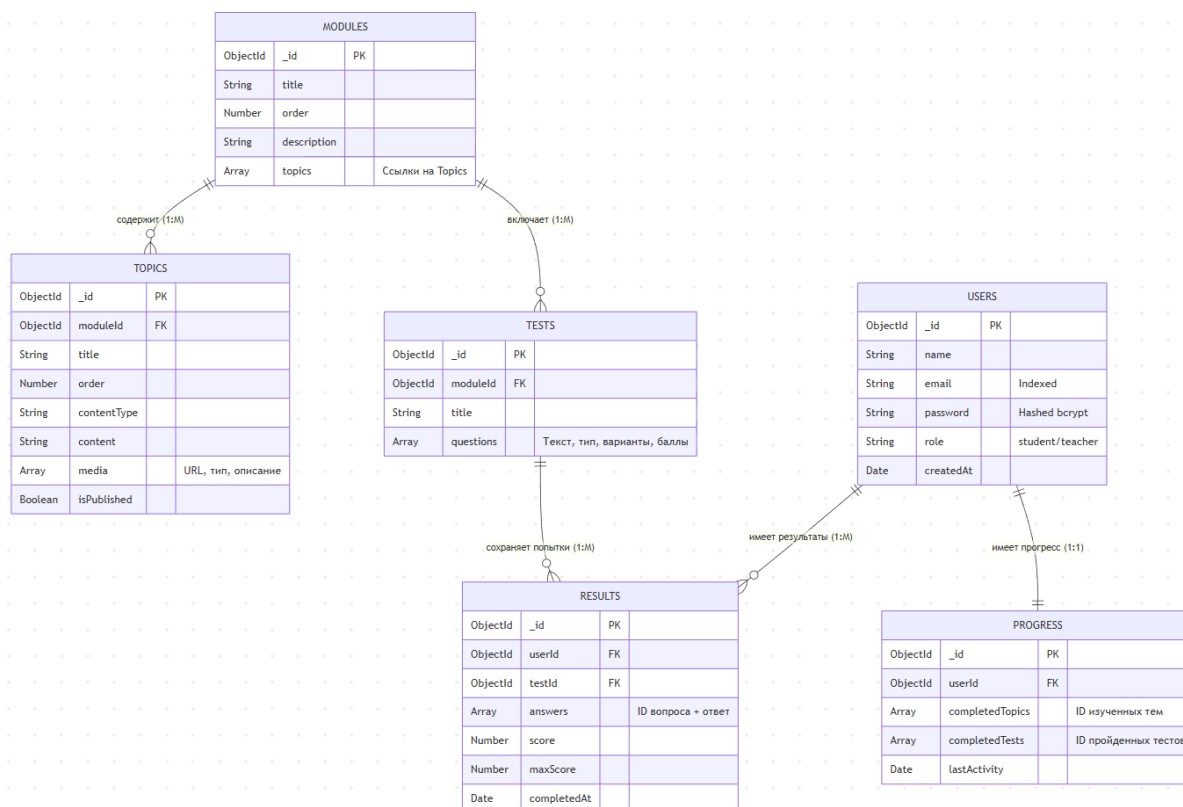 MODULES
ObjectId _id PK
String title
Number order
String description
Array topics Ссылки на Topics
содержит (1:M)
включает (1:M)
TOPICS
ObjectId _id PK
ObjectId moduleId FK
String title
Number order
String contentType
String content
Array media URL, тип, описание
Boolean isPublished
TESTS
ObjectId _id PK
ObjectId moduleId FK
String title
Array questions Текст, тип, варианты, баллы
USERS
ObjectId _id PK
String name
String email Indexed
String password Hashed bcrypt
String role student/teacher
Date createdAt
сохраняет попытки (1:M)
имеет результаты (1:M)
имеет прогресс (1:1)
RESULTS
ObjectId _id PK
ObjectId userId FK
ObjectId testId FK
Array answers ID вопроса + ответ
Number score
Number maxScore
Date completedAt
PROGRESS
ObjectId _id PK
ObjectId userId FK
Array completedTopics ID изученных тем
Array completedTests ID пройденных тестов
Date lastActivity